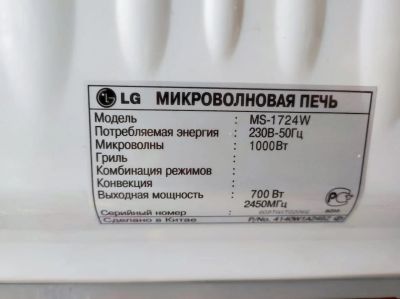 LG МИКРОВОЛНОВАЯ ПЕЧЬ
Модель : MS-1724W
Потребляемая энергия : 230В-50Гц
Микроволны : 1000Вт
Гриль :
Комбинация режимов :
Конвекция :
Выходная мощность : 700 Вт
2450МГц
Серийный номер :
Сделано в Китае P/No.